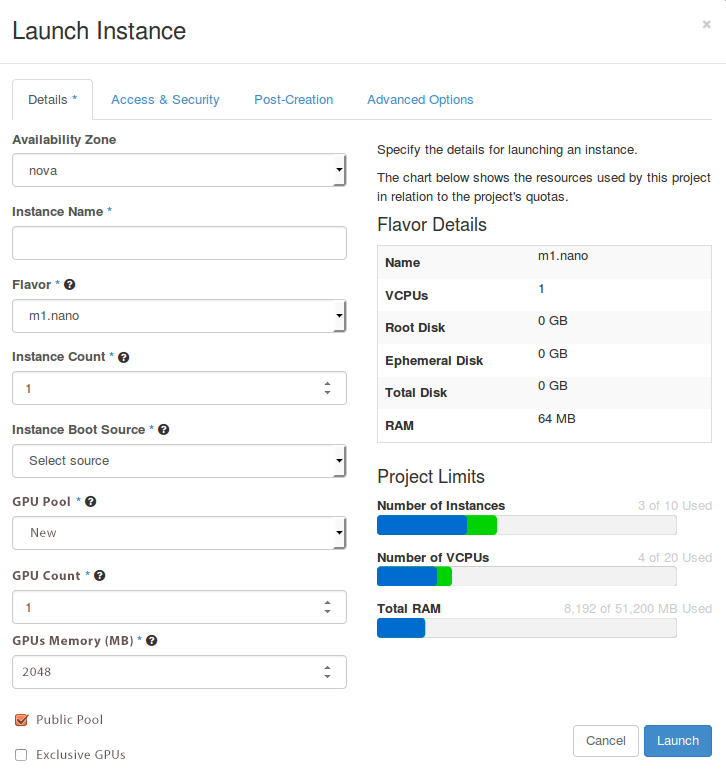 Launch Instance
×
Details *
Access & Security
Post-Creation
Advanced Options
Availability Zone
nova
Instance Name *
Flavor * ?
m1.nano
Instance Count * ?
1
Instance Boot Source * ?
Select source
GPU Pool * ?
New
GPU Count * ?
1
GPUs Memory (MB) * ?
2048
Public Pool
Exclusive GPUs
Specify the details for launching an instance.
The chart below shows the resources used by this project
in relation to the project's quotas.
Flavor Details
Name m1.nano
VCPUs 1
Root Disk 0 GB
Ephemeral Disk 0 GB
Total Disk 0 GB
RAM 64 MB
Project Limits
Number of Instances 3 of 10 Used
Number of VCPUs 4 of 20 Used
Total RAM 8,192 of 51,200 MB Used
Cancel
Launch